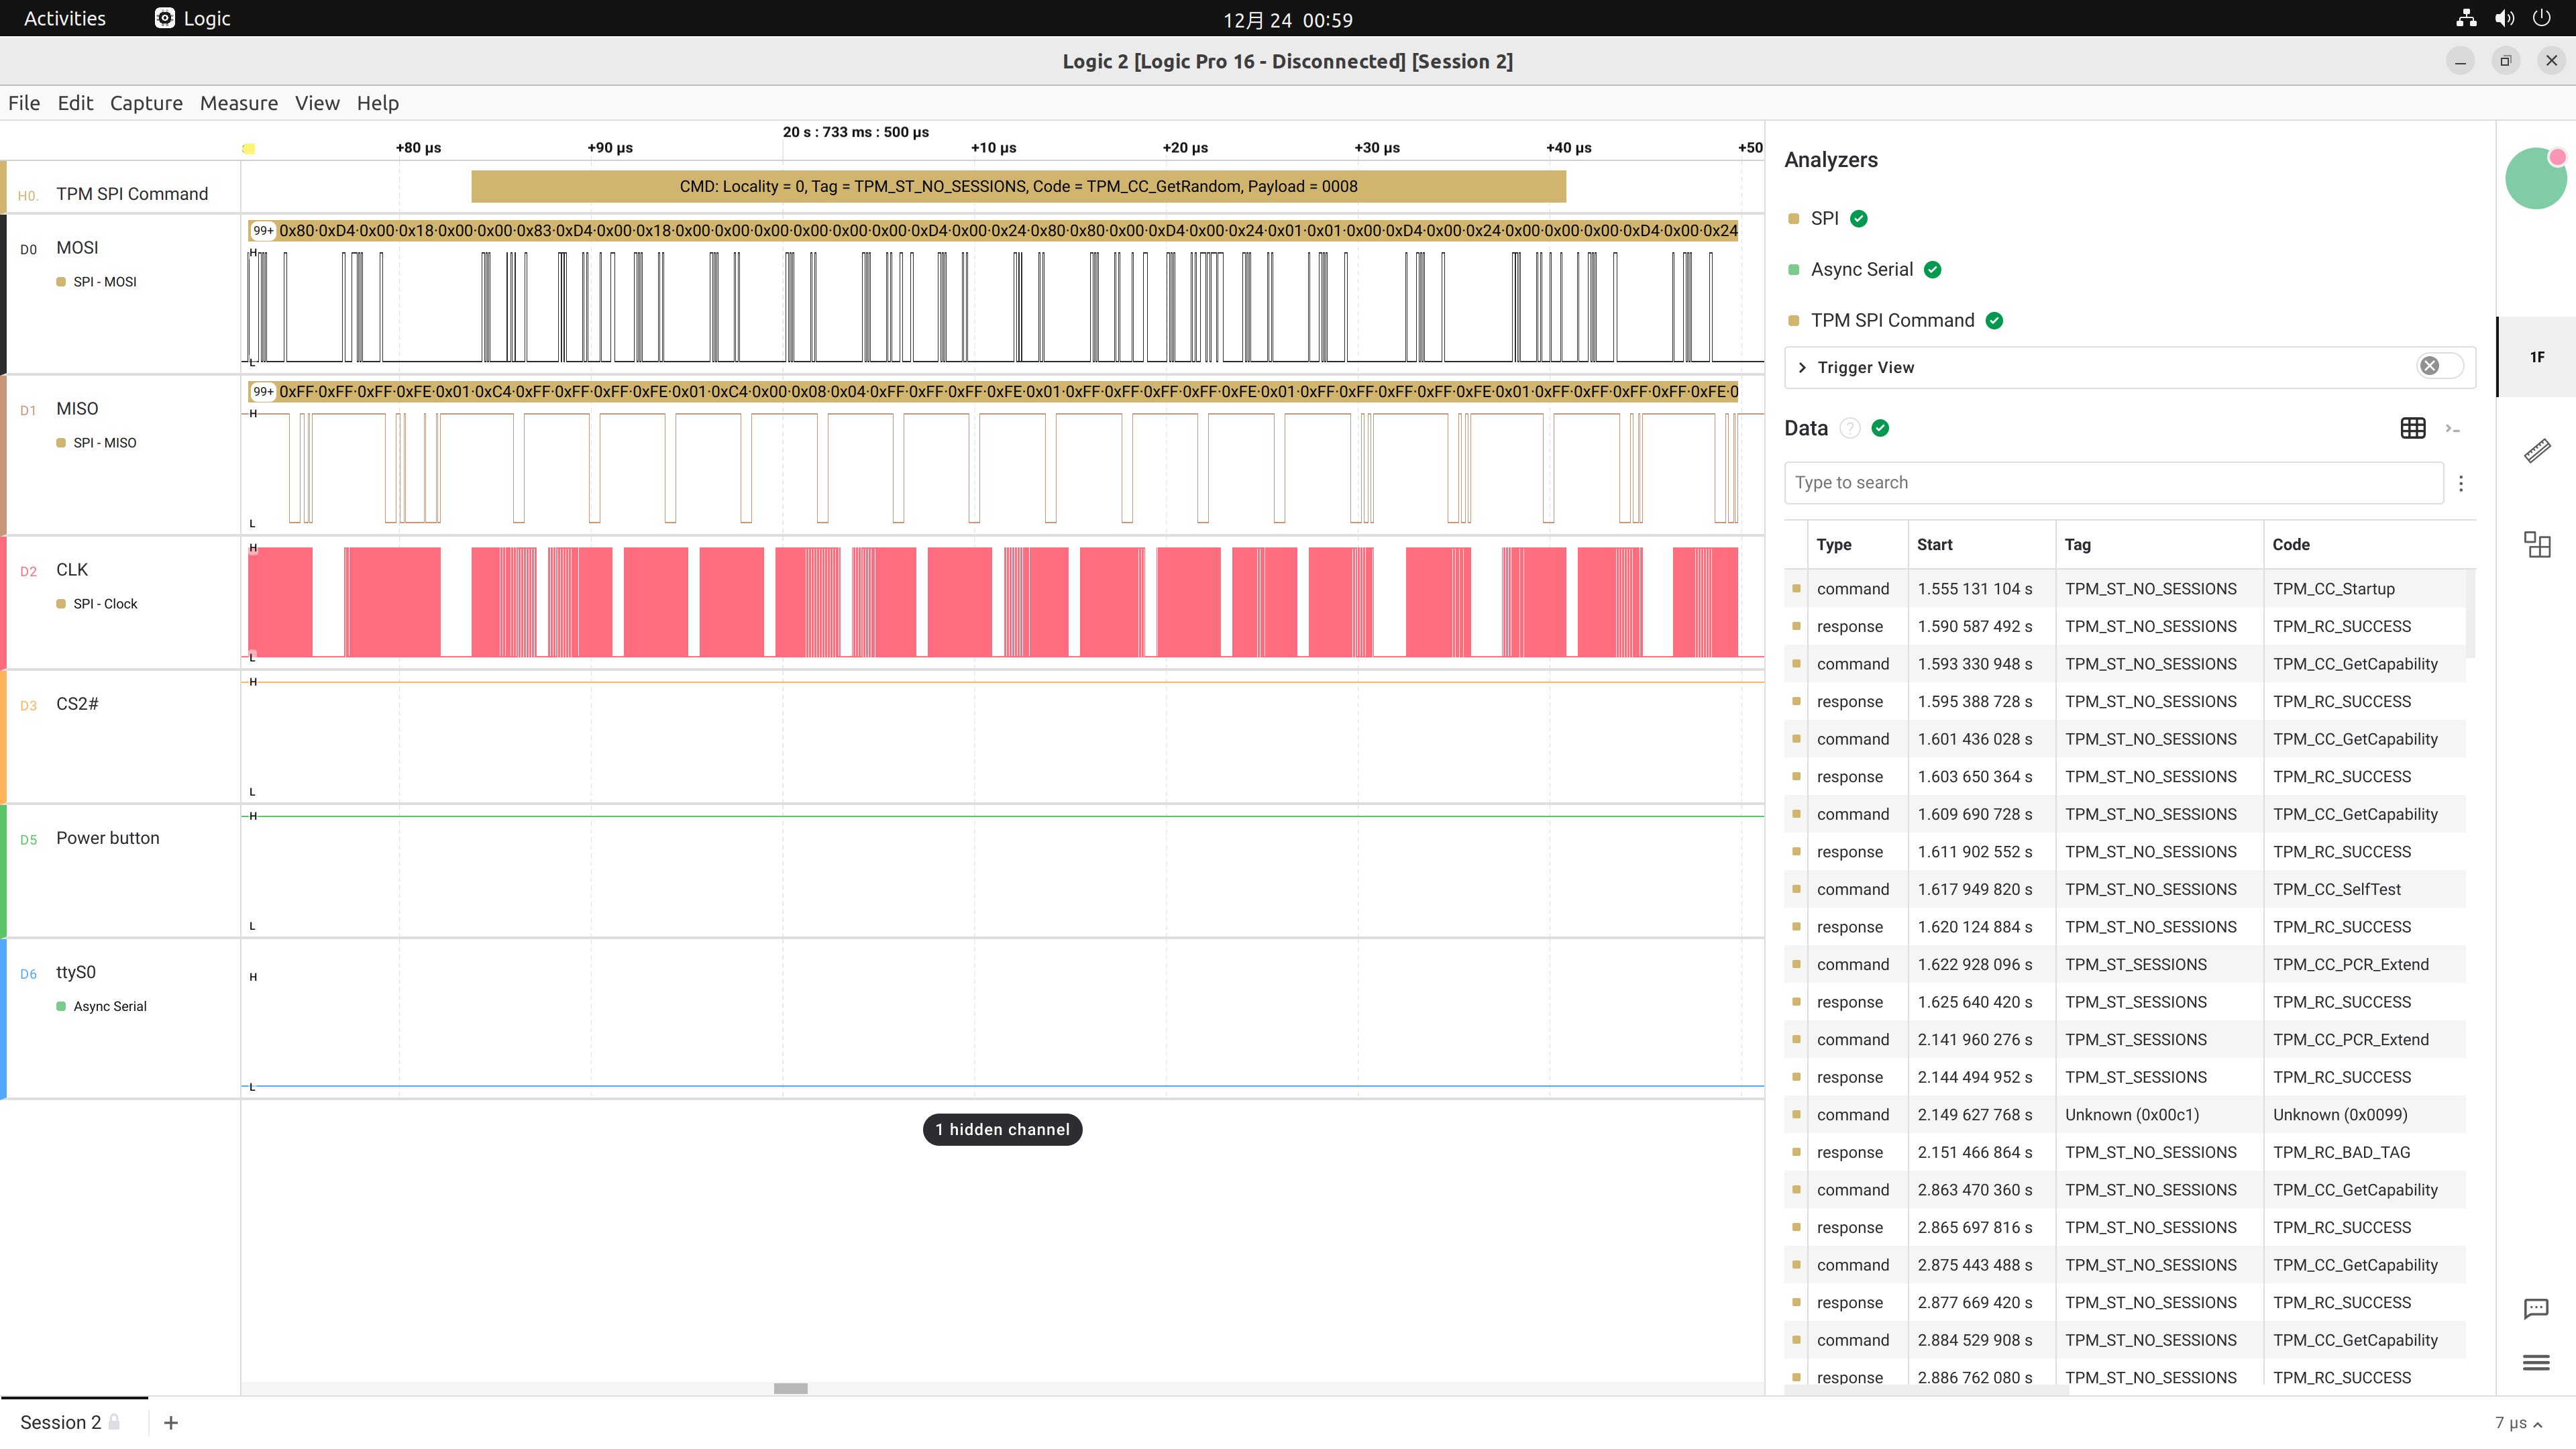 Activities Logic 12月 24 00:59
Logic 2 [Logic Pro 16 - Disconnected] [Session 2]
File Edit Capture Measure View Help
20 s : 733 ms : 500 µs
+80 µs +90 µs +10 µs +20 µs +30 µs +40 µs +50
H0. TPM SPI Command
CMD: Locality = 0, Tag = TPM_ST_NO_SESSIONS, Code = TPM_CC_GetRandom, Payload = 0008
D0 MOSI
SPI - MOSI
99+ 0x80·0xD4·0x00·0x18·0x00·0x00·0x83·0xD4·0x00·0x18·0x00·0x00·0x00·0x00·0x00·0x00·0xD4·0x00·0x24·0x80·0x80·0x00·0xD4·0x00·0x24·0x01·0x01·0x00·0xD4·0x00·0x24·0x00·0x00·0x00·0xD4·0x00·0x24
H
L
D1 MISO
SPI - MISO
99+ 0xFF·0xFF·0xFF·0xFE·0x01·0xC4·0xFF·0xFF·0xFF·0xFE·0x01·0xC4·0x00·0x08·0x04·0xFF·0xFF·0xFF·0xFE·0x01·0xFF·0xFF·0xFF·0xFF·0xFE·0x01·0xFF·0xFF·0xFF·0xFF·0xFE·0x01·0xFF·0xFF·0xFF·0xFF·0xFE·0
H
L
D2 CLK
SPI - Clock
H
L
D3 CS2#
H
L
D5 Power button
H
L
D6 ttyS0
Async Serial
H
L
1 hidden channel
Analyzers
SPI
Async Serial
TPM SPI Command
Trigger View
Data ?
>_
Type to search
Type Start Tag Code
command 1.555 131 104 s TPM_ST_NO_SESSIONS TPM_CC_Startup
response 1.590 587 492 s TPM_ST_NO_SESSIONS TPM_RC_SUCCESS
command 1.593 330 948 s TPM_ST_NO_SESSIONS TPM_CC_GetCapability
response 1.595 388 728 s TPM_ST_NO_SESSIONS TPM_RC_SUCCESS
command 1.601 436 028 s TPM_ST_NO_SESSIONS TPM_CC_GetCapability
response 1.603 650 364 s TPM_ST_NO_SESSIONS TPM_RC_SUCCESS
command 1.609 690 728 s TPM_ST_NO_SESSIONS TPM_CC_GetCapability
response 1.611 902 552 s TPM_ST_NO_SESSIONS TPM_RC_SUCCESS
command 1.617 949 820 s TPM_ST_NO_SESSIONS TPM_CC_SelfTest
response 1.620 124 884 s TPM_ST_NO_SESSIONS TPM_RC_SUCCESS
command 1.622 928 096 s TPM_ST_SESSIONS TPM_CC_PCR_Extend
response 1.625 640 420 s TPM_ST_SESSIONS TPM_RC_SUCCESS
command 2.141 960 276 s TPM_ST_SESSIONS TPM_CC_PCR_Extend
response 2.144 494 952 s TPM_ST_SESSIONS TPM_RC_SUCCESS
command 2.149 627 768 s Unknown (0x00c1) Unknown (0x0099)
response 2.151 466 864 s TPM_ST_NO_SESSIONS TPM_RC_BAD_TAG
command 2.863 470 360 s TPM_ST_NO_SESSIONS TPM_CC_GetCapability
response 2.865 697 816 s TPM_ST_NO_SESSIONS TPM_RC_SUCCESS
command 2.875 443 488 s TPM_ST_NO_SESSIONS TPM_CC_GetCapability
response 2.877 669 420 s TPM_ST_NO_SESSIONS TPM_RC_SUCCESS
command 2.884 529 908 s TPM_ST_NO_SESSIONS TPM_CC_GetCapability
response 2.886 762 080 s TPM_ST_NO_SESSIONS TPM_RC_SUCCESS
1F
Session 2 +
7 µs